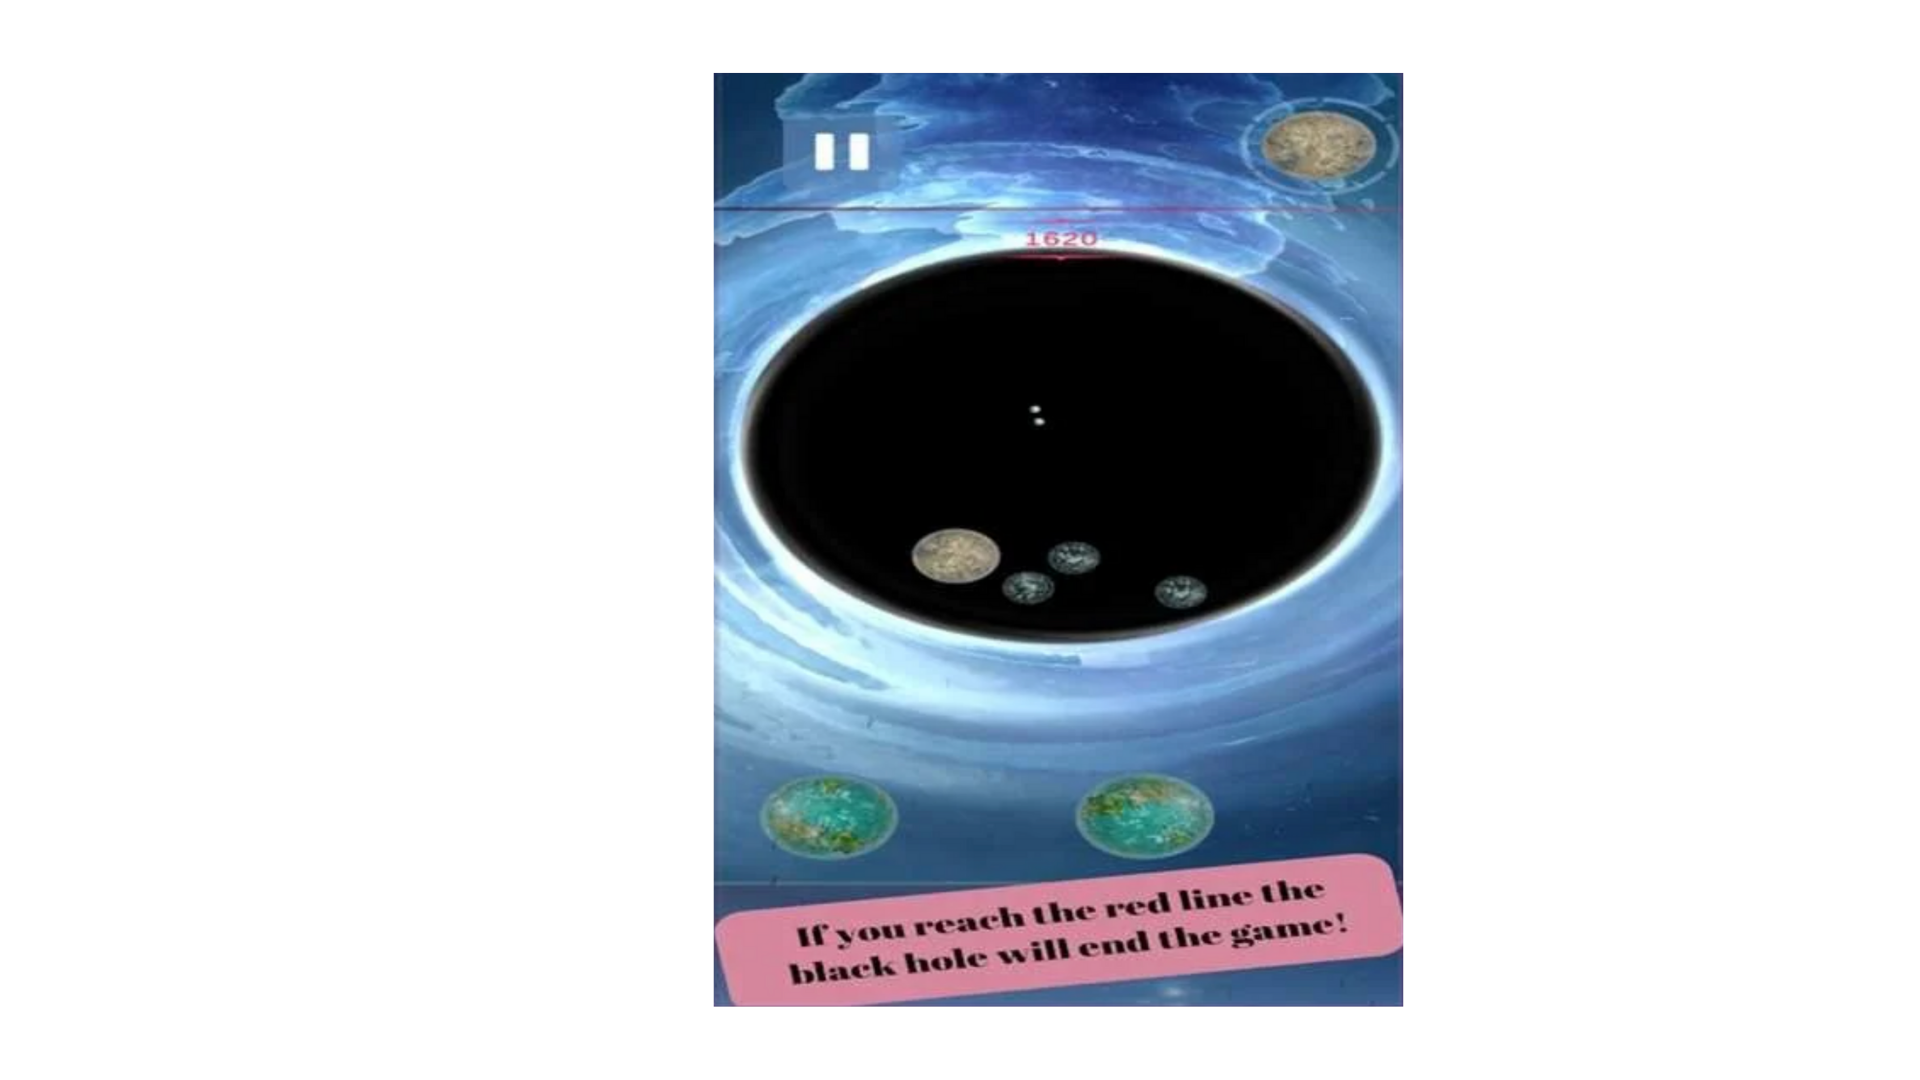 1620
If you reach the red line the
black hole will end the game!